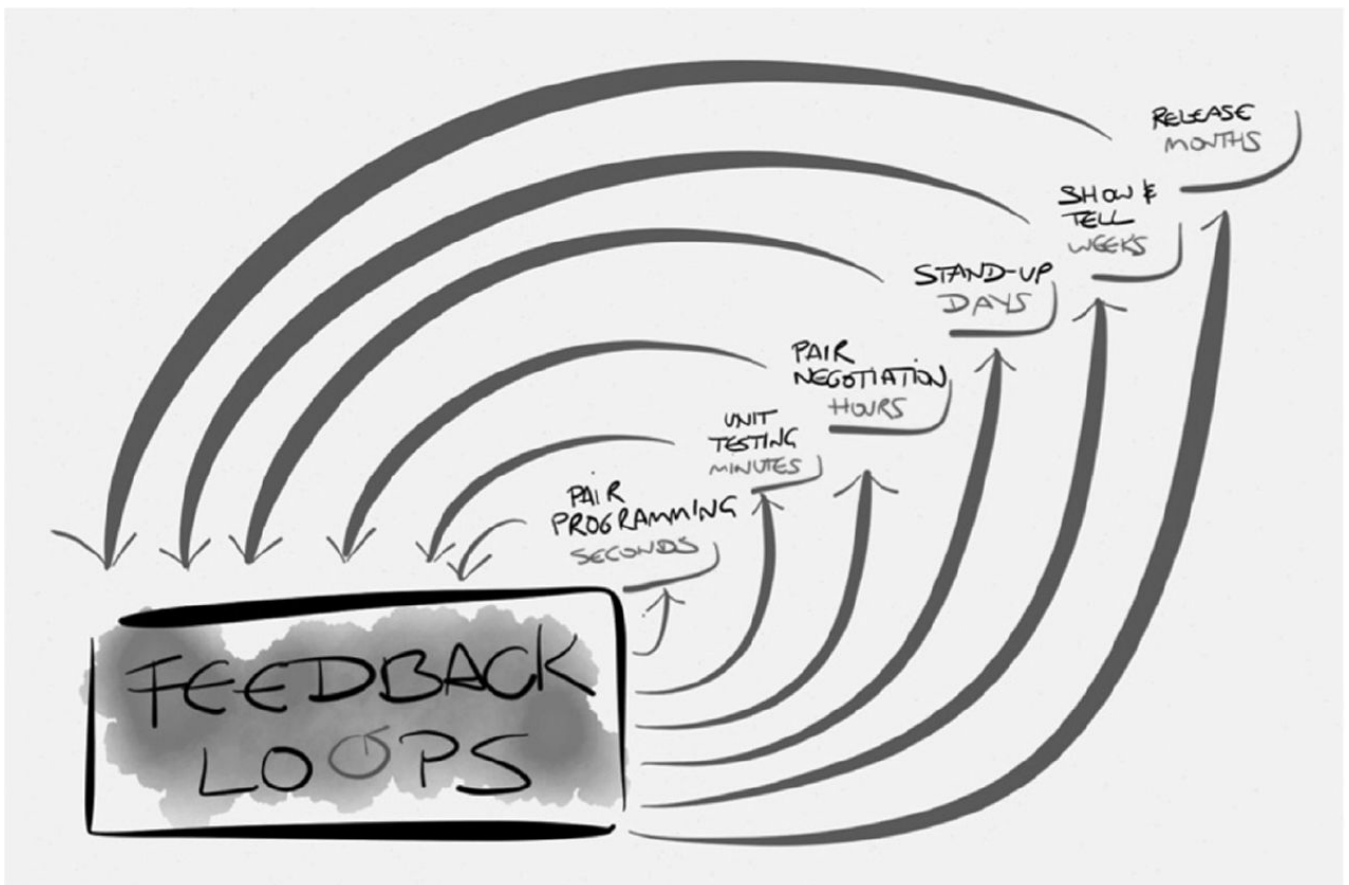 RELEASE
MONTHS
SHOW &
TELL
WEEKS
STAND-UP
DAYS
PAIR
NEGOTIATION
HOURS
UNIT
TESTING
MINUTES
PAIR
PROGRAMMING
SECONDS
FEEDBACK
LOOPS